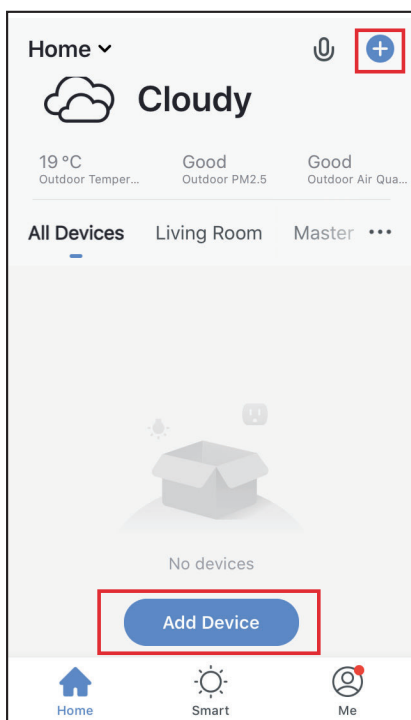 Home
Cloudy
19 °C Good Good
Outdoor Temper... Outdoor PM2.5 Outdoor Air Qua...
All Devices Living Room Master
No devices
Add Device
Home Smart Me